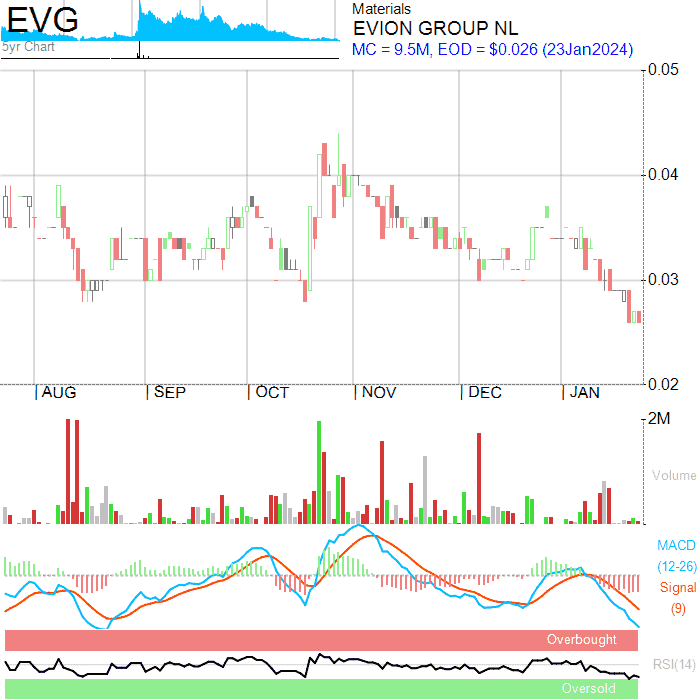 EVG
5yr Chart
Materials
EVION GROUP NL
MC = 9.5M, EOD = $0.026 (23Jan2024)
0.05
0.04
0.03
0.02
AUG SEP OCT NOV DEC JAN
2M
Volume
MACD
(12-26)
Signal
(9)
Overbought
RSI(14)
Oversold